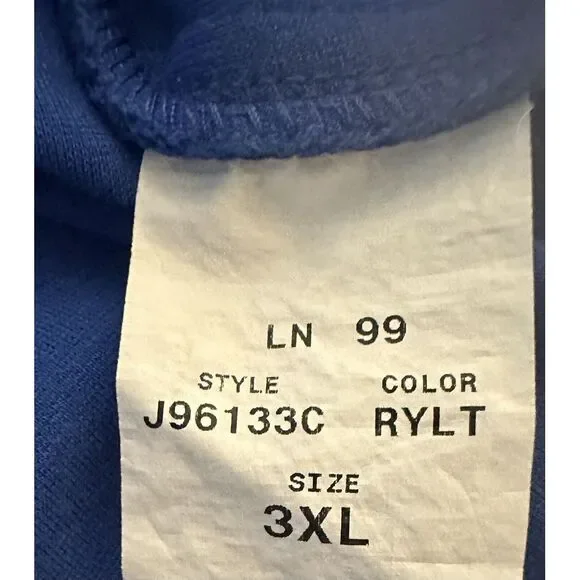 LN 99
STYLE COLOR
J96133C RYLT
SIZE
3XL